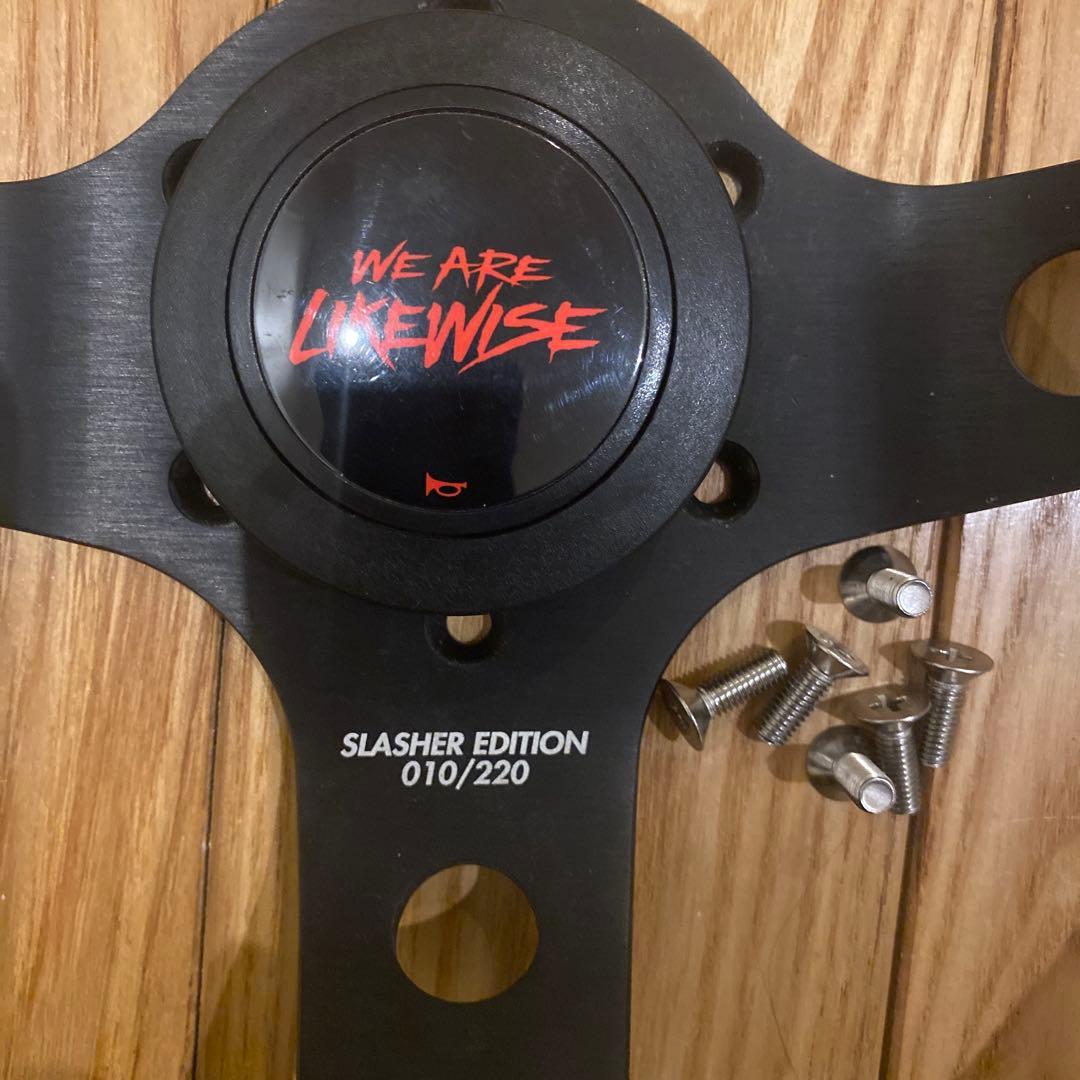 WE ARE
LIKEWISE
SLASHER EDITION
010/220